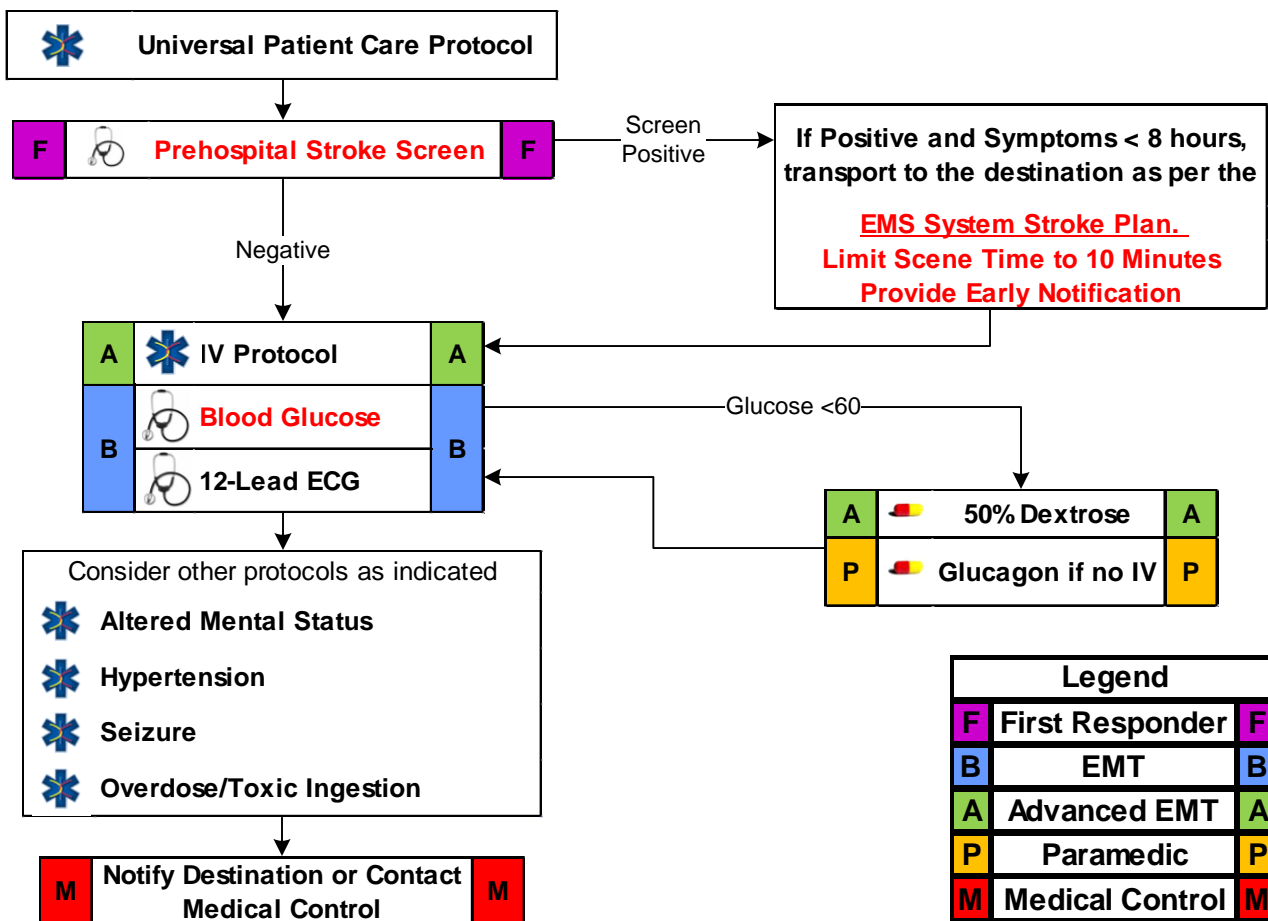 Universal Patient Care Protocol
F Prehospital Stroke Screen F
Screen
Positive
If Positive and Symptoms < 8 hours,
transport to the destination as per the
EMS System Stroke Plan.
Limit Scene Time to 10 Minutes
Provide Early Notification
Negative
A IV Protocol A
B Blood Glucose B
12-Lead ECG
Glucose <60
A 50% Dextrose A
P Glucagon if no IV P
Consider other protocols as indicated
Altered Mental Status
Hypertension
Seizure
Overdose/Toxic Ingestion
M Notify Destination or Contact M
Medical Control
Legend
F First Responder F
B EMT B
A Advanced EMT A
P Paramedic P
M Medical Control M